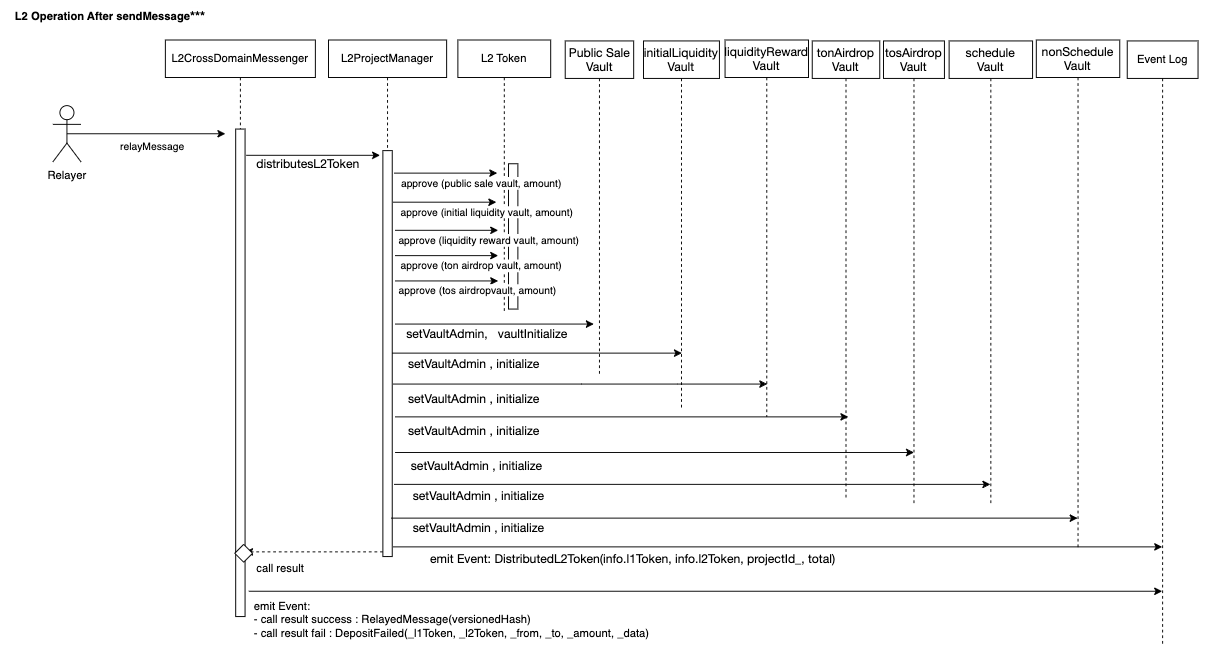 L2 Operation After sendMessage***
L2CrossDomainMessenger
L2ProjectManager
L2 Token
Public Sale
Vault
initialLiquidity
Vault
liquidityReward
Vault
tonAirdrop
Vault
tosAirdrop
Vault
schedule
Vault
nonSchedule
Vault
Event Log
relayMessage
Relayer
distributesL2Token
approve (public sale vault, amount)
approve (initial liquidity vault, amount)
approve (liquidity reward vault, amount)
approve (ton airdrop vault, amount)
approve (tos airdropvault, amount)
setVaultAdmin, vaultInitialize
setVaultAdmin , initialize
setVaultAdmin , initialize
setVaultAdmin , initialize
setVaultAdmin , initialize
setVaultAdmin , initialize
setVaultAdmin , initialize
emit Event: DistributedL2Token(info.l1Token, info.l2Token, projectId_, total)
call result
emit Event:
- call result success : RelayedMessage(versionedHash)
- call result fail : DepositFailed(_l1Token, _l2Token, _from, _to, _amount, _data)